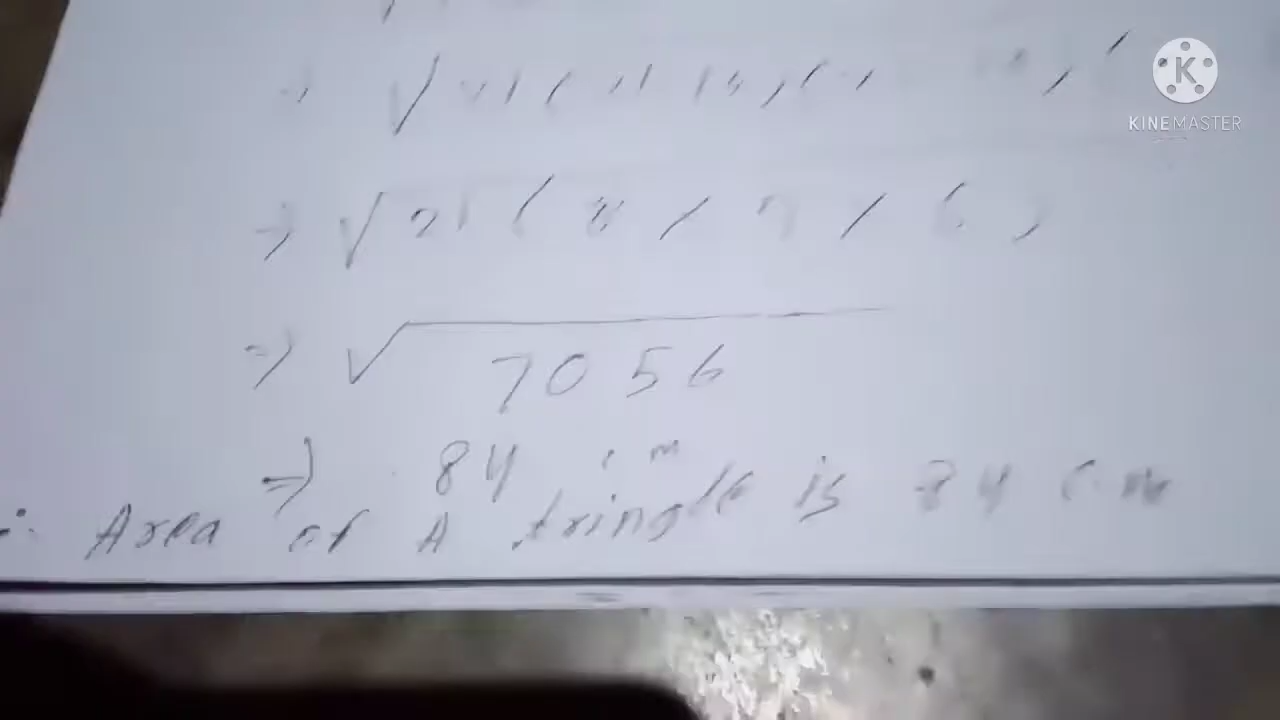 ⇒ √21(8)(7)(6)
⇒ √7056
⇒ 84 cm
∴ Area of A tringle is 84 cm
K
KINEMASTER